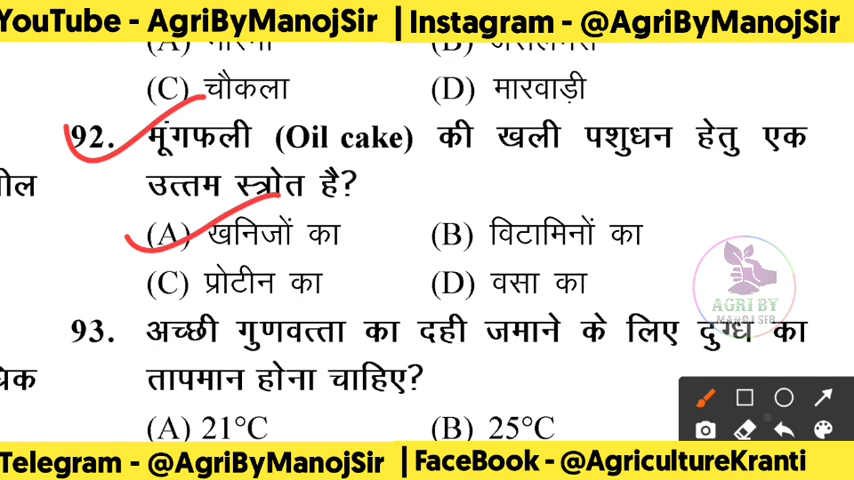 YouTube - AgriByManojSir | Instagram - @AgriByManojSir
(C) चौकला (D) मारवाड़ी
92. मूंगफली (Oil cake) की खली पशुधन हेतु एक
उत्तम स्त्रोत है?
(A) खनिजों का (B) विटामिनों का
(C) प्रोटीन का (D) वसा का
AGRI BY
MANOJ SIR
93. अच्छी गुणवत्ता का दही जमाने के लिए दुग्ध का
तापमान होना चाहिए?
(A) 21°C (B) 25°C
Telegram - @AgriByManojSir | FaceBook - @AgricultureKranti